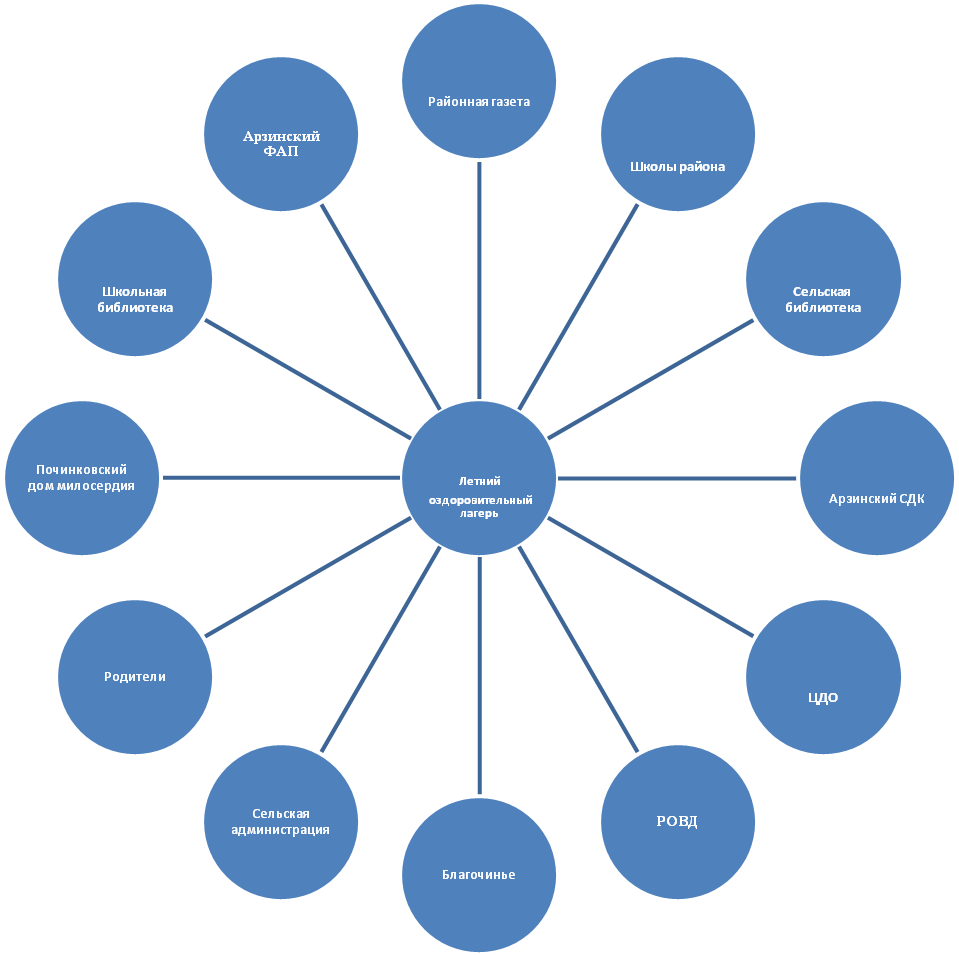 Районная газета
Арзинский
ФАП
Школы района
Школьная
библиотека
Сельская
библиотека
Починковский
дом милосердия
Летний
оздоровительный
лагерь
Арзинский СДК
Родители
ЦДО
Сельская
администрация
РОВД
Благочинье